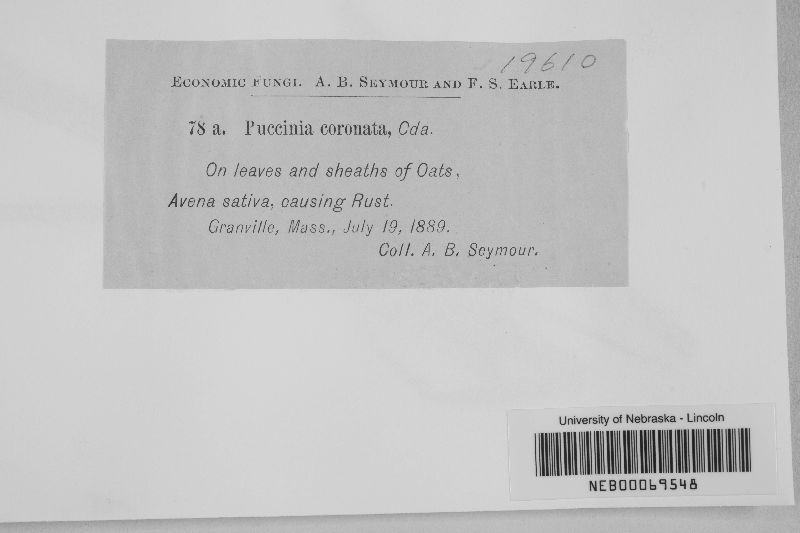 19610
Economic Fungi. A. B. Seymour and F. S. Earle.
78 a. Puccinia coronata, Cda.
On leaves and sheaths of Oats,
Avena sativa, causing Rust.
Granville, Mass., July 19, 1889.
Coll. A. B. Seymour.
University of Nebraska - Lincoln
NEB00069548